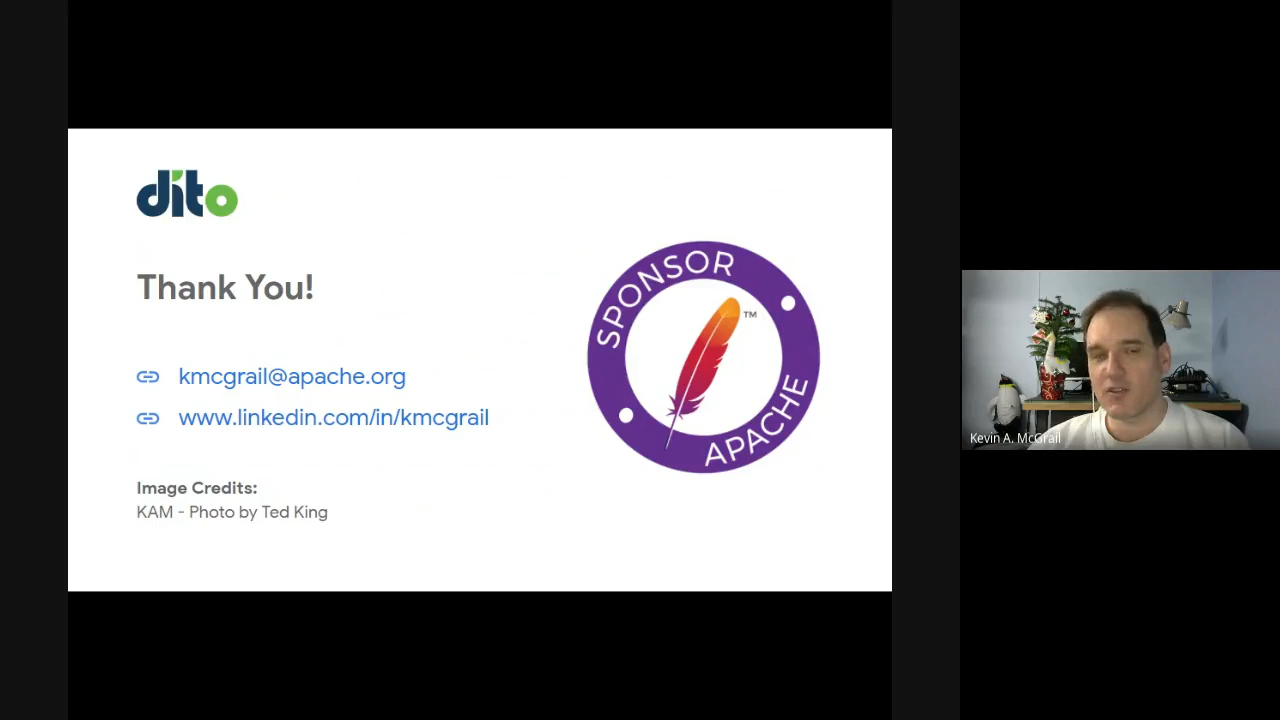 dito
Thank You!
kmcgrail@apache.org
www.linkedin.com/in/kmcgrail
Image Credits:
KAM - Photo by Ted King
SPONSOR
TM
APACHE
Kevin A. McGrail